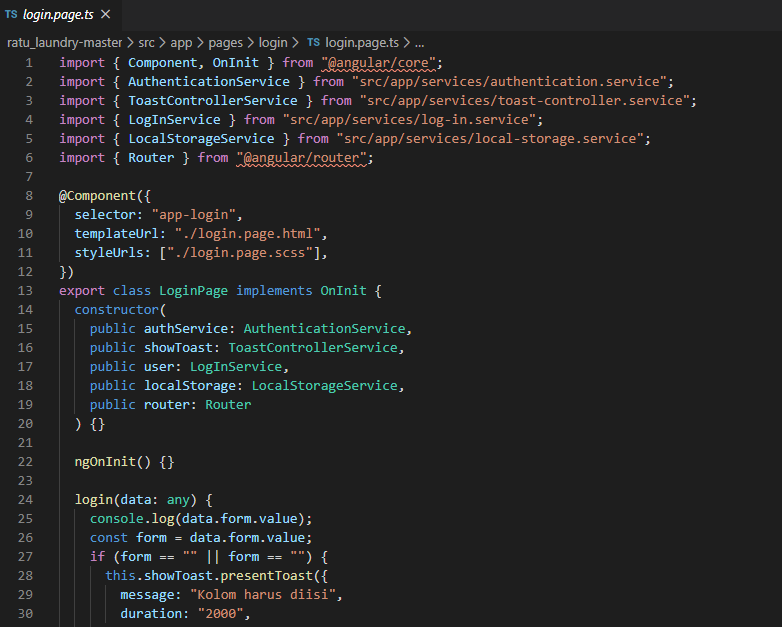 TS login.page.ts ×
ratu_laundry-master > src > app > pages > login > TS login.page.ts > ...
1 import { Component, OnInit } from "@angular/core";
2 import { AuthenticationService } from "src/app/services/authentication.service";
3 import { ToastControllerService } from "src/app/services/toast-controller.service";
4 import { LogInService } from "src/app/services/log-in.service";
5 import { LocalStorageService } from "src/app/services/local-storage.service";
6 import { Router } from "@angular/router";
7
8 @Component({
9   selector: "app-login",
10   templateUrl: "./login.page.html",
11   styleUrls: ["./login.page.scss"],
12 })
13 export class LoginPage implements OnInit {
14   constructor(
15     public authService: AuthenticationService,
16     public showToast: ToastControllerService,
17     public user: LogInService,
18     public localStorage: LocalStorageService,
19     public router: Router
20   ) {}
21
22   ngOnInit() {}
23
24   login(data: any) {
25     console.log(data.form.value);
26     const form = data.form.value;
27     if (form == "" || form == "") {
28       this.showToast.presentToast({
29         message: "Kolom harus diisi",
30         duration: "2000",